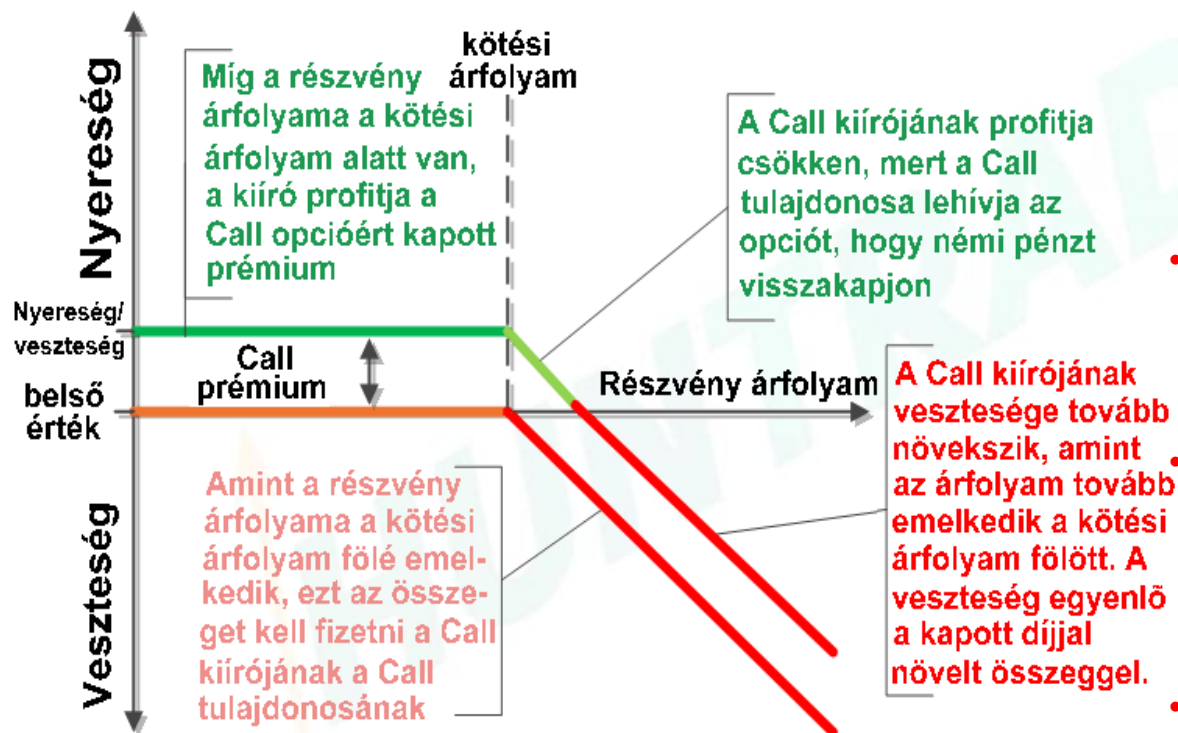 kötési
árfolyam
Nyereség
Míg a részvény
árfolyama a kötési
árfolyam alatt van,
a kiíró profitja a
Call opcióért kapott
prémium
A Call kiírójának profitja
csökken, mert a Call
tulajdonosa lehívja az
opciót, hogy némi pénzt
visszakapjon
Nyereség/
veszteség
Call
prémium
belső
érték
Részvény árfolyam
A Call kiírójának
vesztesége tovább
növekszik, amint
az árfolyam tovább
emelkedik a kötési
árfolyam fölött. A
veszteség egyenlõ
a kapott díjjal
növelt összeggel.
Veszteség
Amint a részvény
árfolyama a kötési
árfolyam fölé emel-
kedik, ezt az össze-
get kell fizetni a Call
kiírójának a Call
tulajdonosának
HUNTRAD